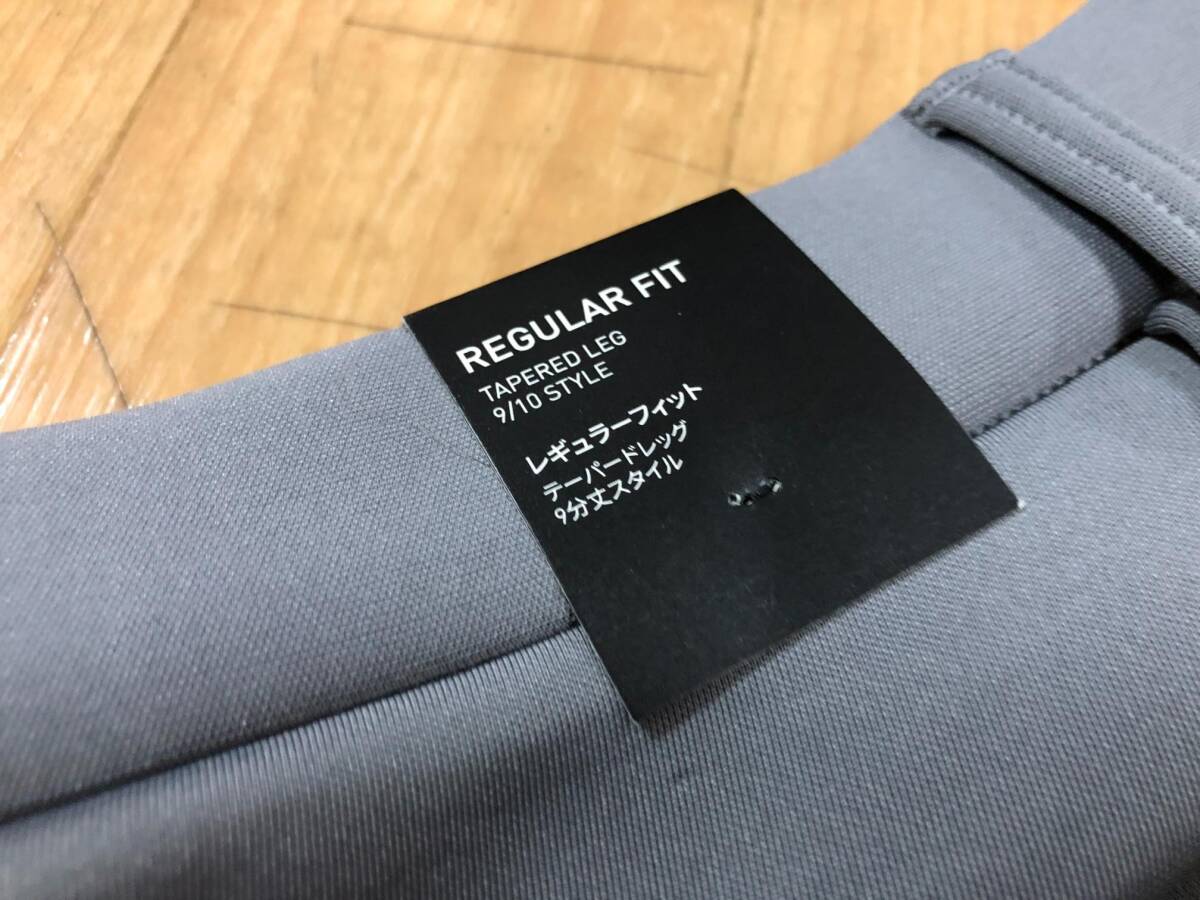 REGULAR FIT
TAPERED LEG
9/10 STYLE
レギュラーフィット
テーパードレッグ
9分丈スタイル